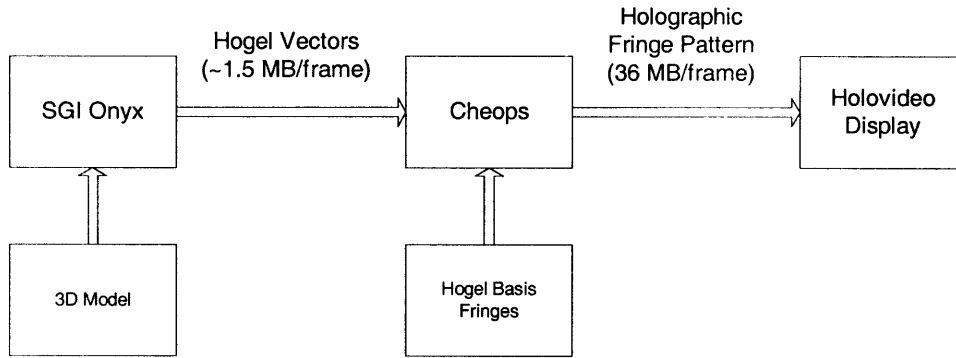 Hogel Vectors
(~1.5 MB/frame)
Holographic
Fringe Pattern
(36 MB/frame)
SGI Onyx
Cheops
Holovideo
Display
3D Model
Hogel Basis
Fringes